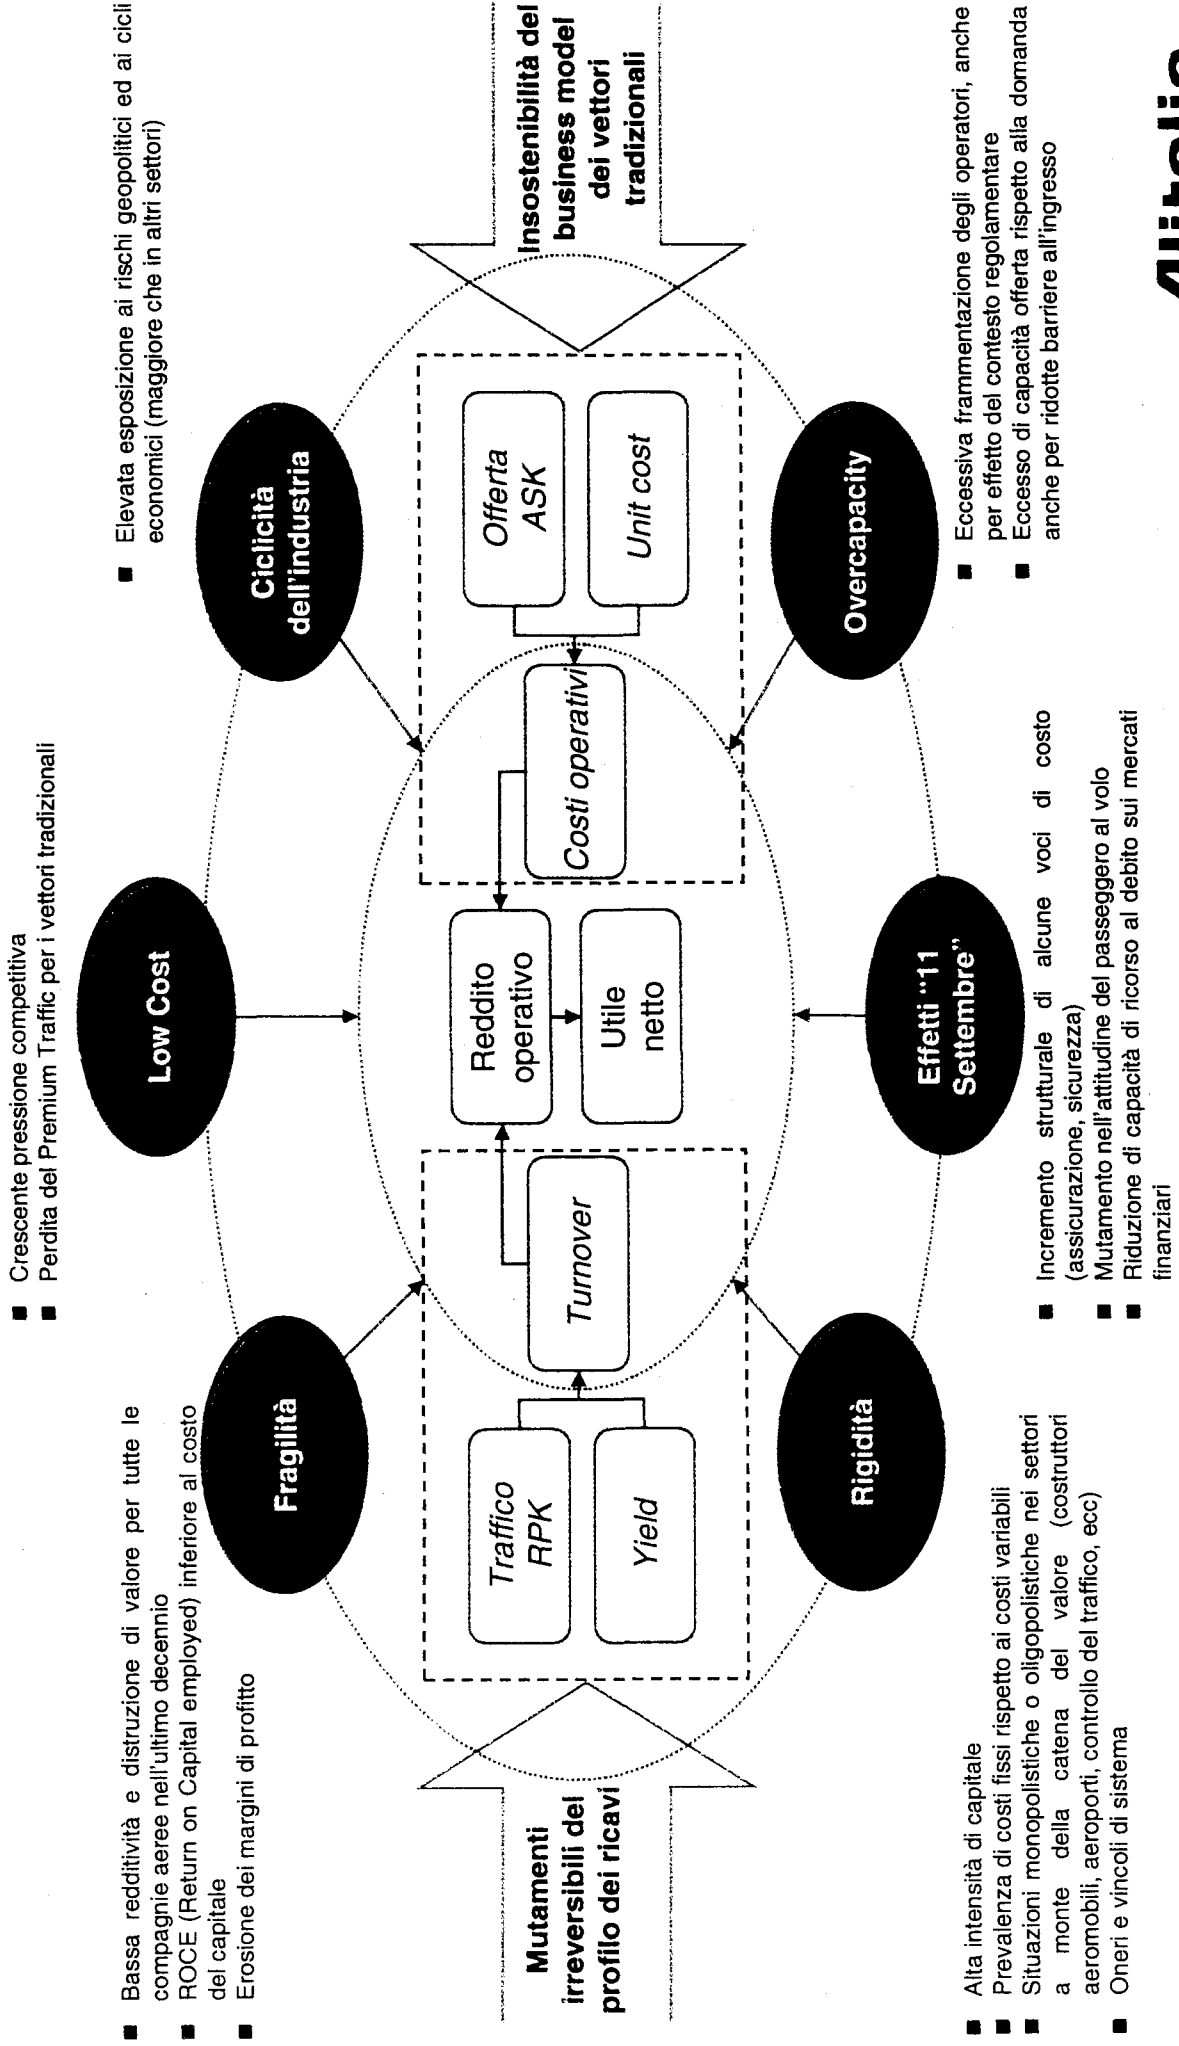 Crescente pressione competitiva
Perdita del Premium Traffic per i vettori tradizionali
Bassa redditività e distruzione di valore per tutte le
compagnie aeree nell'ultimo decennio
ROCE (Return on Capital employed) inferiore al costo
del capitale
Erosione dei margini di profitto
Elevata esposizione ai rischi geopolitici ed ai cicli
economici (maggiore che in altri settori)
Low Cost
Fragilità
Ciclicità
dell'industria
Mutamenti
irreversibili del
profilo dei ricavi
Traffico
RPK
Yield
Turnover
Reddito
operativo
Utile
netto
Costi operativi
Offerta
ASK
Unit cost
Insostenibilità del
business model
dei vettori
tradizionali
Rigidità
Effetti “11
Settembre”
Overcapacity
Alta intensità di capitale
Prevalenza di costi fissi rispetto ai costi variabili
Situazioni monopolistiche o oligopolistiche nei settori
a monte della catena del valore (costruttori
aeromobili, aeroporti, controllo del traffico, ecc)
Oneri e vincoli di sistema
Incremento strutturale di alcune voci di costo
(assicurazione, sicurezza)
Mutamento nell'attitudine del passeggero al volo
Riduzione di capacità di ricorso al debito sui mercati
finanziari
Eccessiva frammentazione degli operatori, anche
per effetto del contesto regolamentare
Eccesso di capacità offerta rispetto alla domanda
anche per ridotte barriere all'ingresso